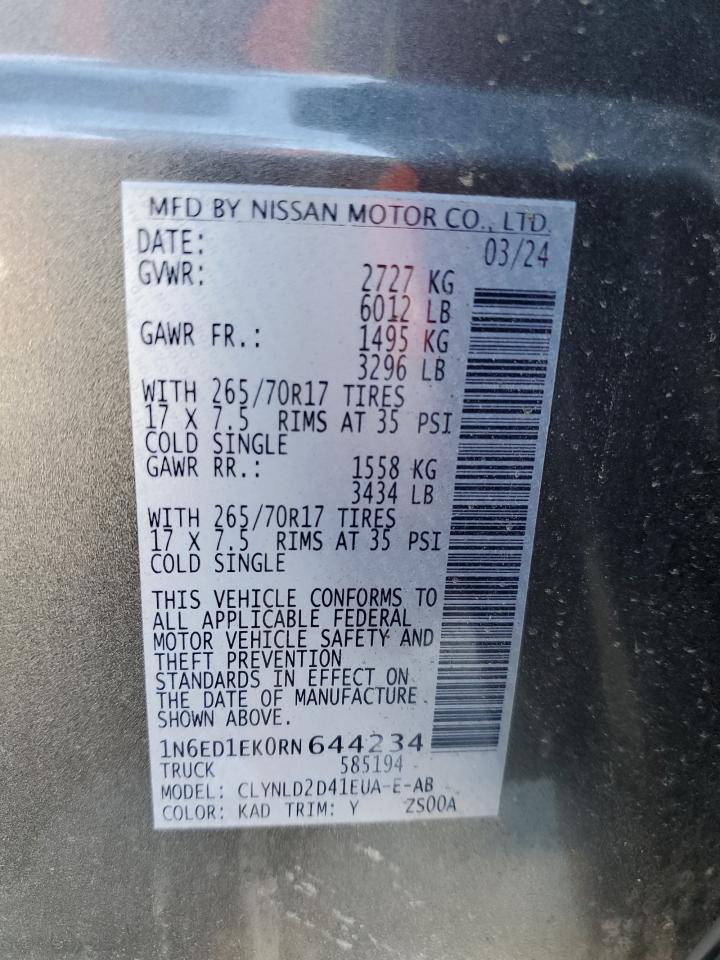 MFD BY NISSAN MOTOR CO., LTD.
DATE: 03/24
GVWR: 2727 KG
6012 LB
GAWR FR.: 1495 KG
3296 LB
WITH 265/70R17 TIRES
17 X 7.5 RIMS AT 35 PSI
COLD SINGLE
GAWR RR.: 1558 KG
3434 LB
WITH 265/70R17 TIRES
17 X 7.5 RIMS AT 35 PSI
COLD SINGLE
THIS VEHICLE CONFORMS TO
ALL APPLICABLE FEDERAL
MOTOR VEHICLE SAFETY AND
THEFT PREVENTION
STANDARDS IN EFFECT ON
THE DATE OF MANUFACTURE
SHOWN ABOVE.
1N6ED1EK0RN644234
TRUCK 585194
MODEL: CLYNLD2D41EUA-E-AB
COLOR: KAD TRIM: Y ZS00A